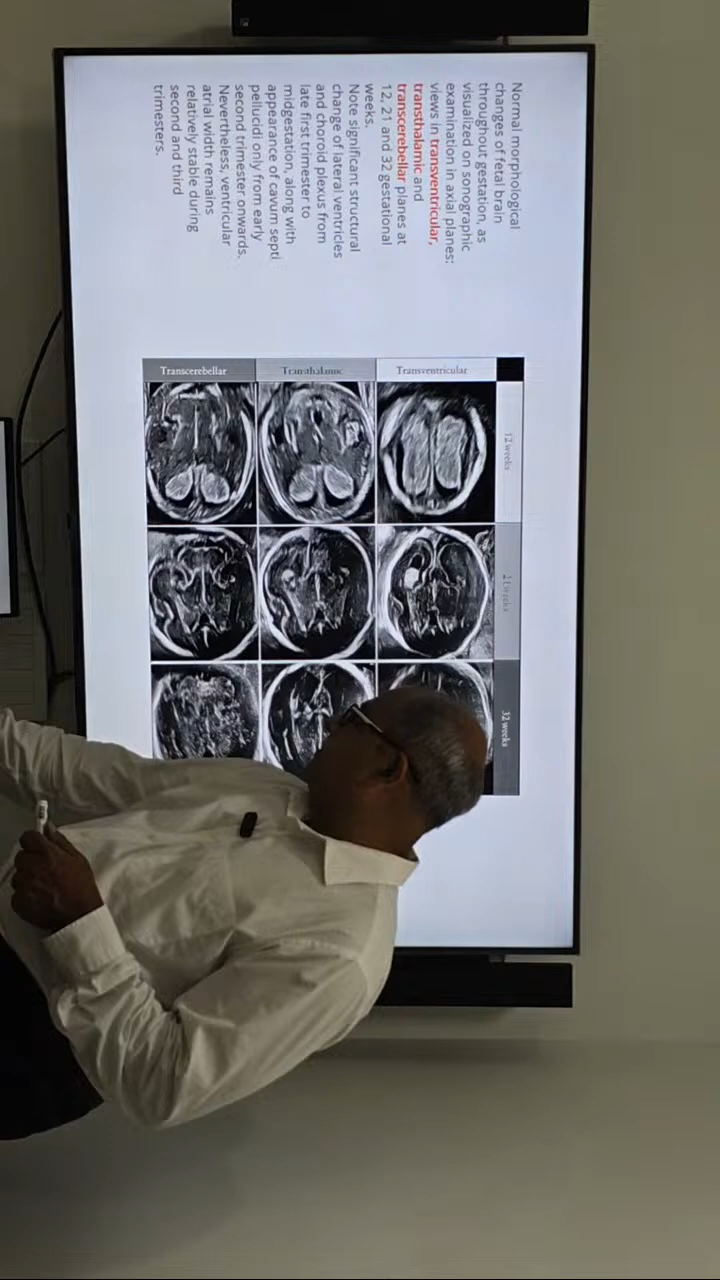 Normal morphological
changes of fetal brain
throughout gestation, as
visualized on sonographic
examination in axial planes:
views in transventricular,
transthalamic and
transcerebellar planes at
12, 21 and 32 gestational
weeks.
Note significant structural
change of lateral ventricles
and choroid plexus from
late first trimester to
midgestation, along with
appearance of cavum septi
pellucidi only from early
second trimester onwards.
Nevertheless, ventricular
atrial width remains
relatively stable during
second and third
trimesters.
12 weeks
21 weeks
32 weeks
Transventricular
Transthalamic
Transcerebellar